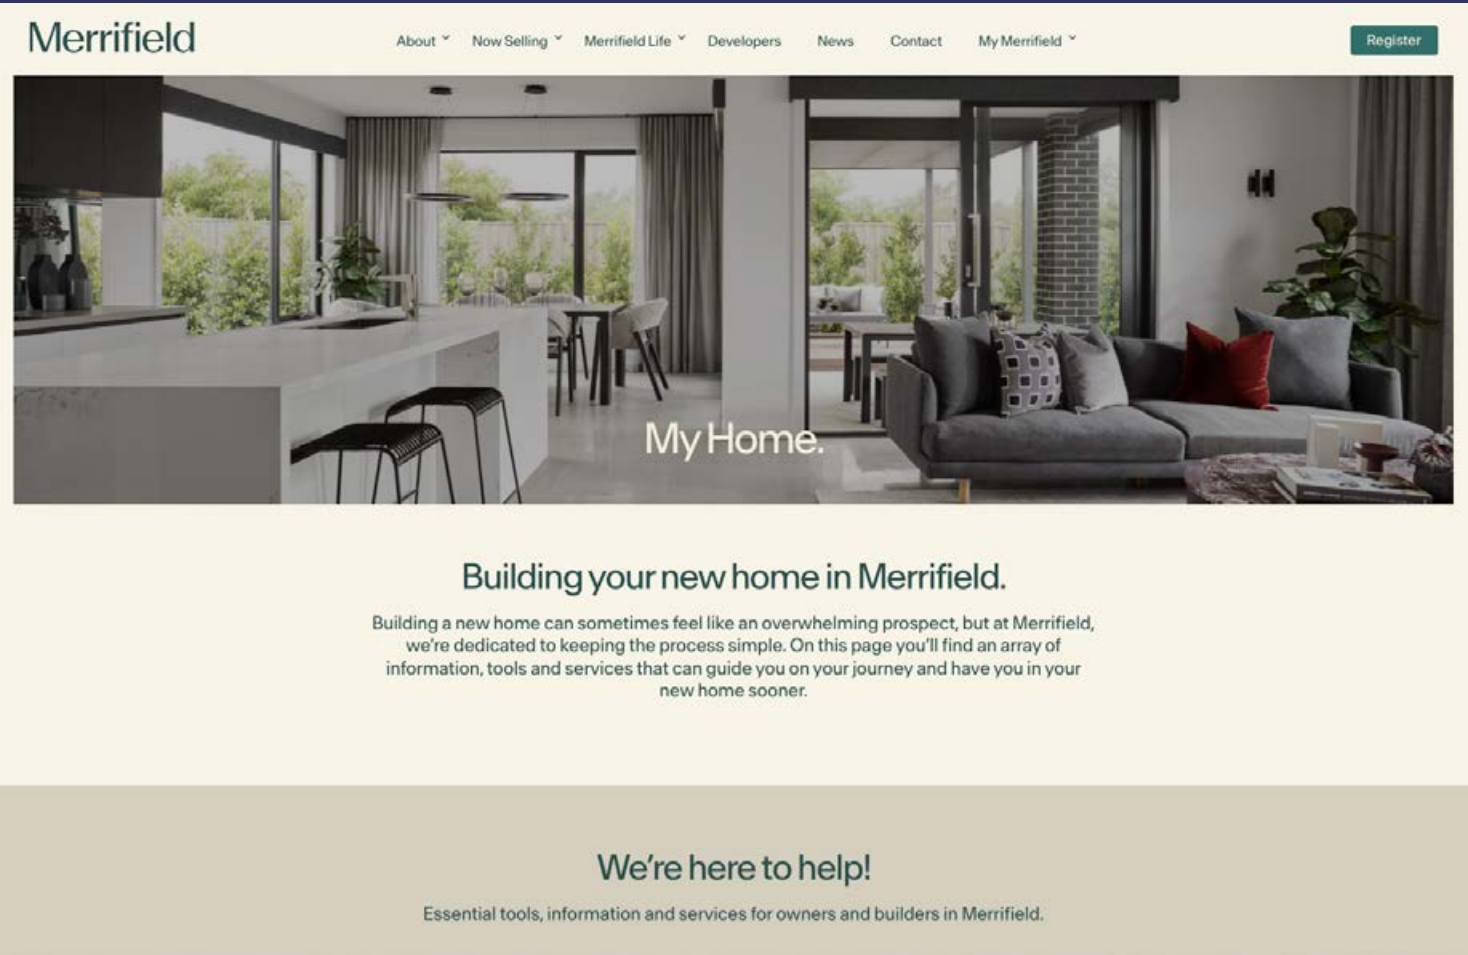 Merrifield
About
Now Selling
Merrifield Life
Developers
News
Contact
My Merrifield
Register
My Home.
Building your new home in Merrifield.
Building a new home can sometimes feel like an overwhelming prospect, but at Merrifield,
we’re dedicated to keeping the process simple. On this page you’ll find an array of
information, tools and services that can guide you on your journey and have you in your
new home sooner.
We’re here to help!
Essential tools, information and services for owners and builders in Merrifield.